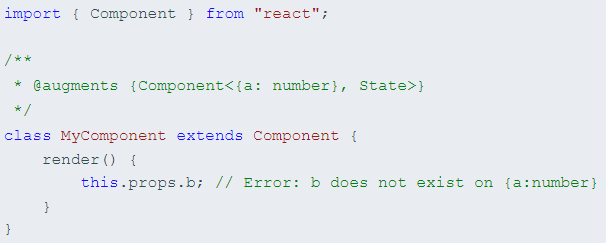 import { Component } from "react";
/**
 * @augments {Component<{a: number}, State>}
 */
class MyComponent extends Component {
    render() {
        this.props.b; // Error: b does not exist on {a:number}
    }
}